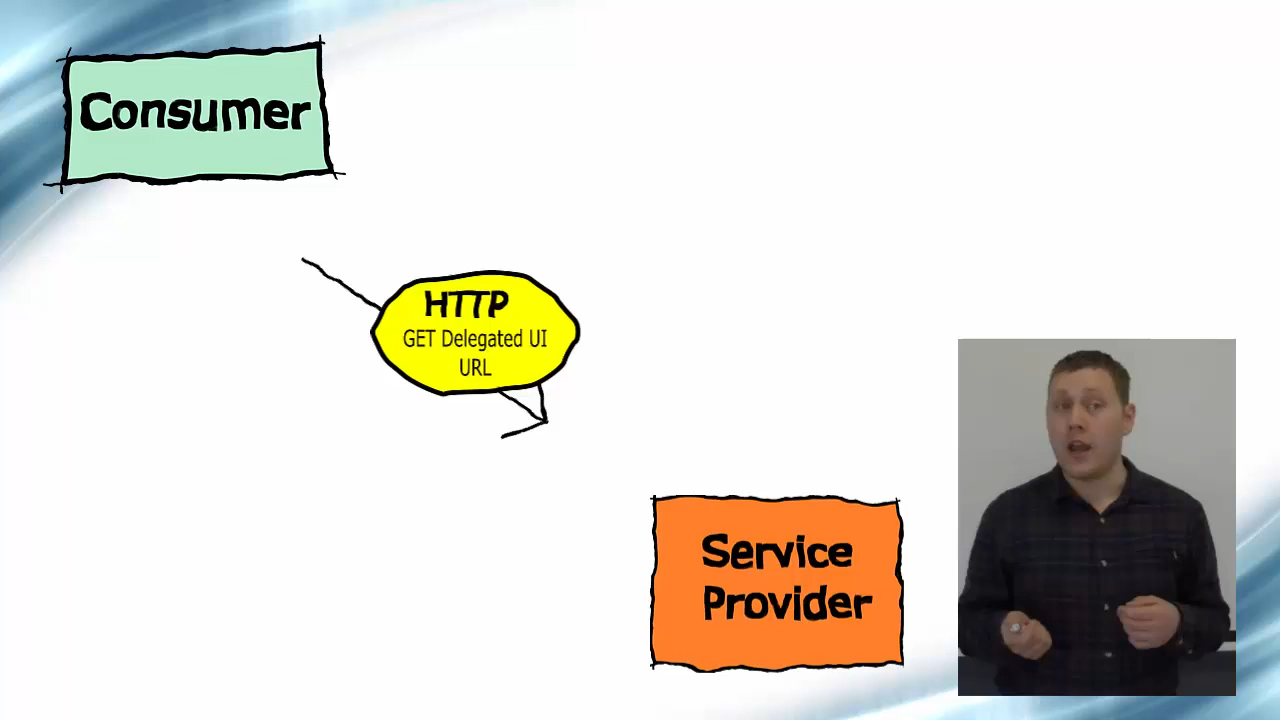 Consumer
HTTP
GET Delegated UI
URL
Service
Provider